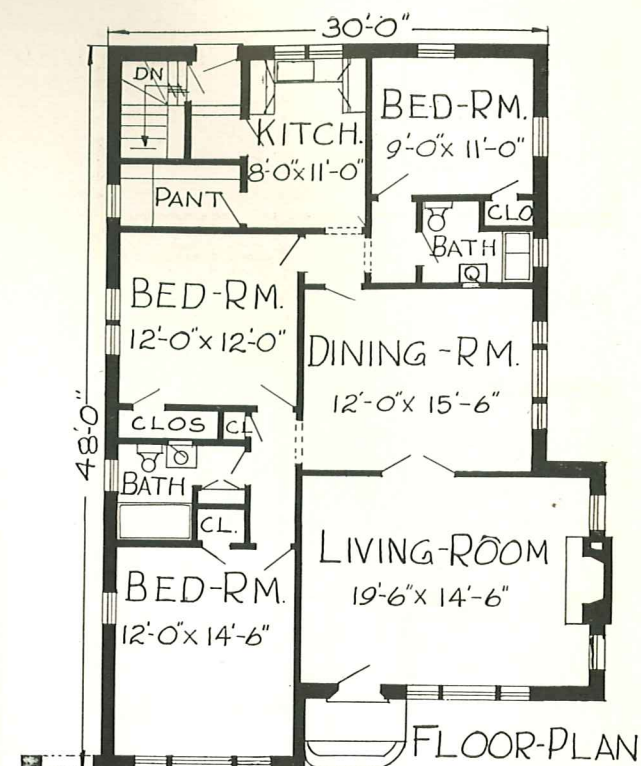 30'-0"
DN
KITCH.
8'-0"x11'-0"
BED-RM.
9'-0"x 11'-0"
PANT
CLO
BATH
BED-RM.
12'-0"x 12'-0"
DINING-RM.
12'-0"x 15'-6"
48'-0"
CLOS
CL
BATH
CL.
LIVING-ROOM
19'-6"x 14'-6"
BED-RM.
12'-0"x 14'-6"
FLOOR-PLAN